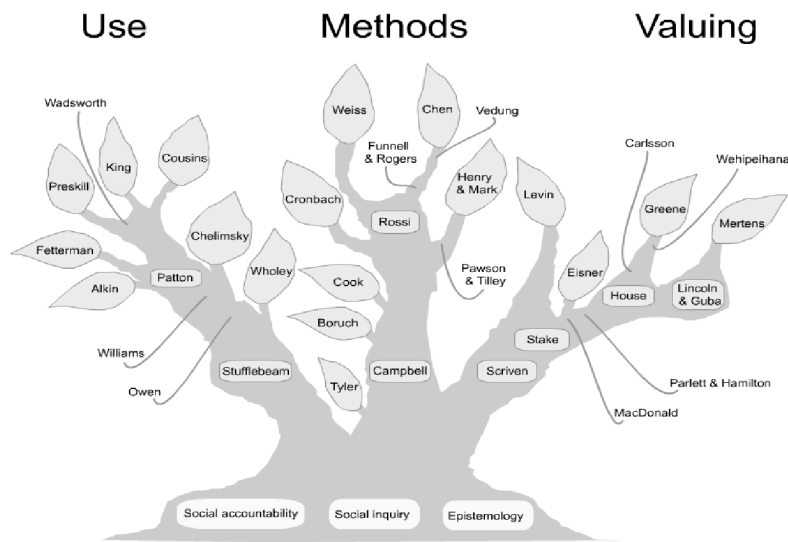 Use Methods Valuing
Wadsworth
King
Cousins
Preskill
Fetterman
Alkin
Chelimsky
Wholey
Patton
Williams
Owen
Stufflebeam
Weiss
Chen
Vedung
Funnell
& Rogers
Henry
& Mark
Cronbach
Rossi
Cook
Pawson
& Tilley
Boruch
Tyler
Campbell
Levin
Carlsson
Wehipeihana
Greene
Mertens
Eisner
House
Lincoln
& Guba
Stake
Scriven
Parlett & Hamilton
MacDonald
Social accountability
Social inquiry
Epistemology